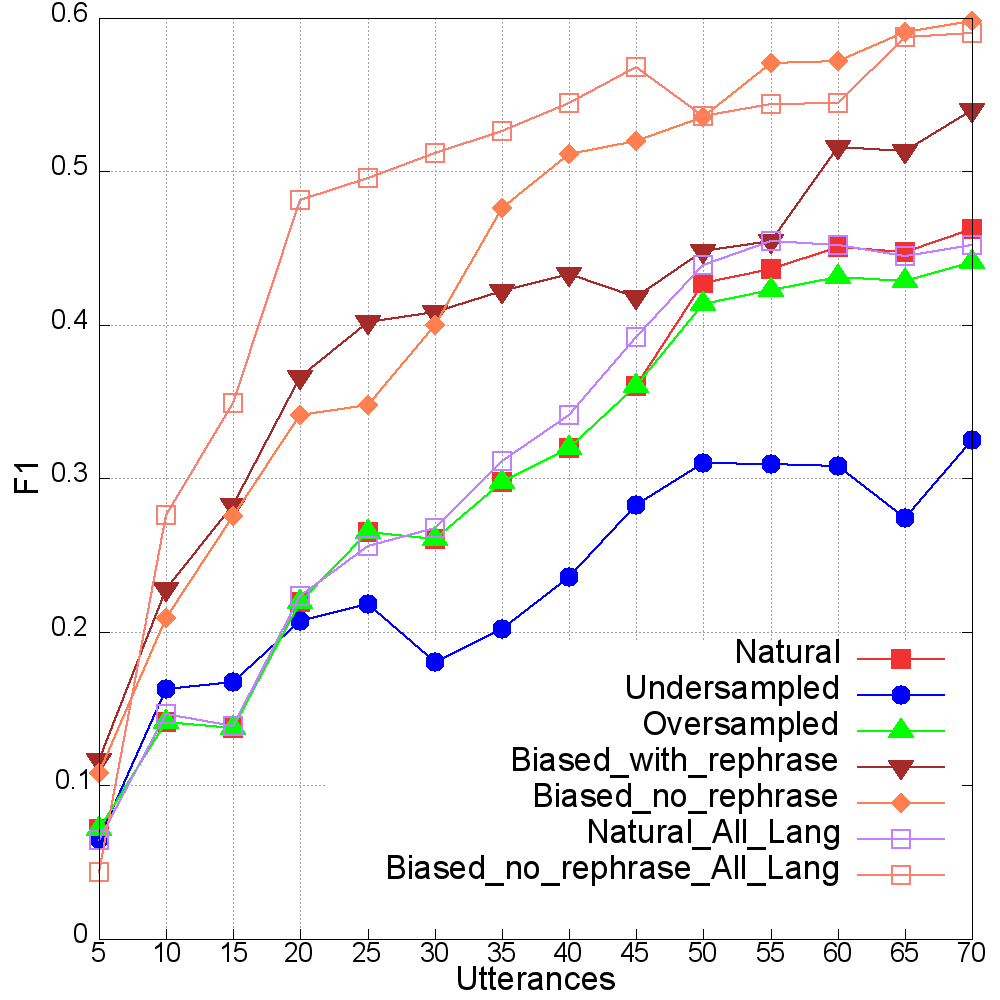 0.6
0.5
0.4
0.3
0.2
0.1
0
F1
Natural
Undersampled
Oversampled
Biased_with_rephrase
Biased_no_rephrase
Natural_All_Lang
Biased_no_rephrase_All_Lang
5 10 15 20 25 30 35 40 45 50 55 60 65 70
Utterances